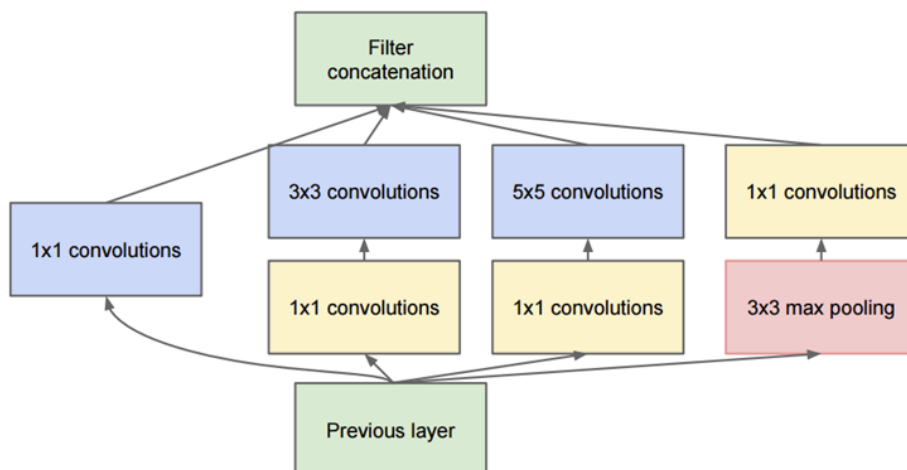 Filter
concatenation
3x3 convolutions
5x5 convolutions
1x1 convolutions
1x1 convolutions
1x1 convolutions
1x1 convolutions
3x3 max pooling
Previous layer